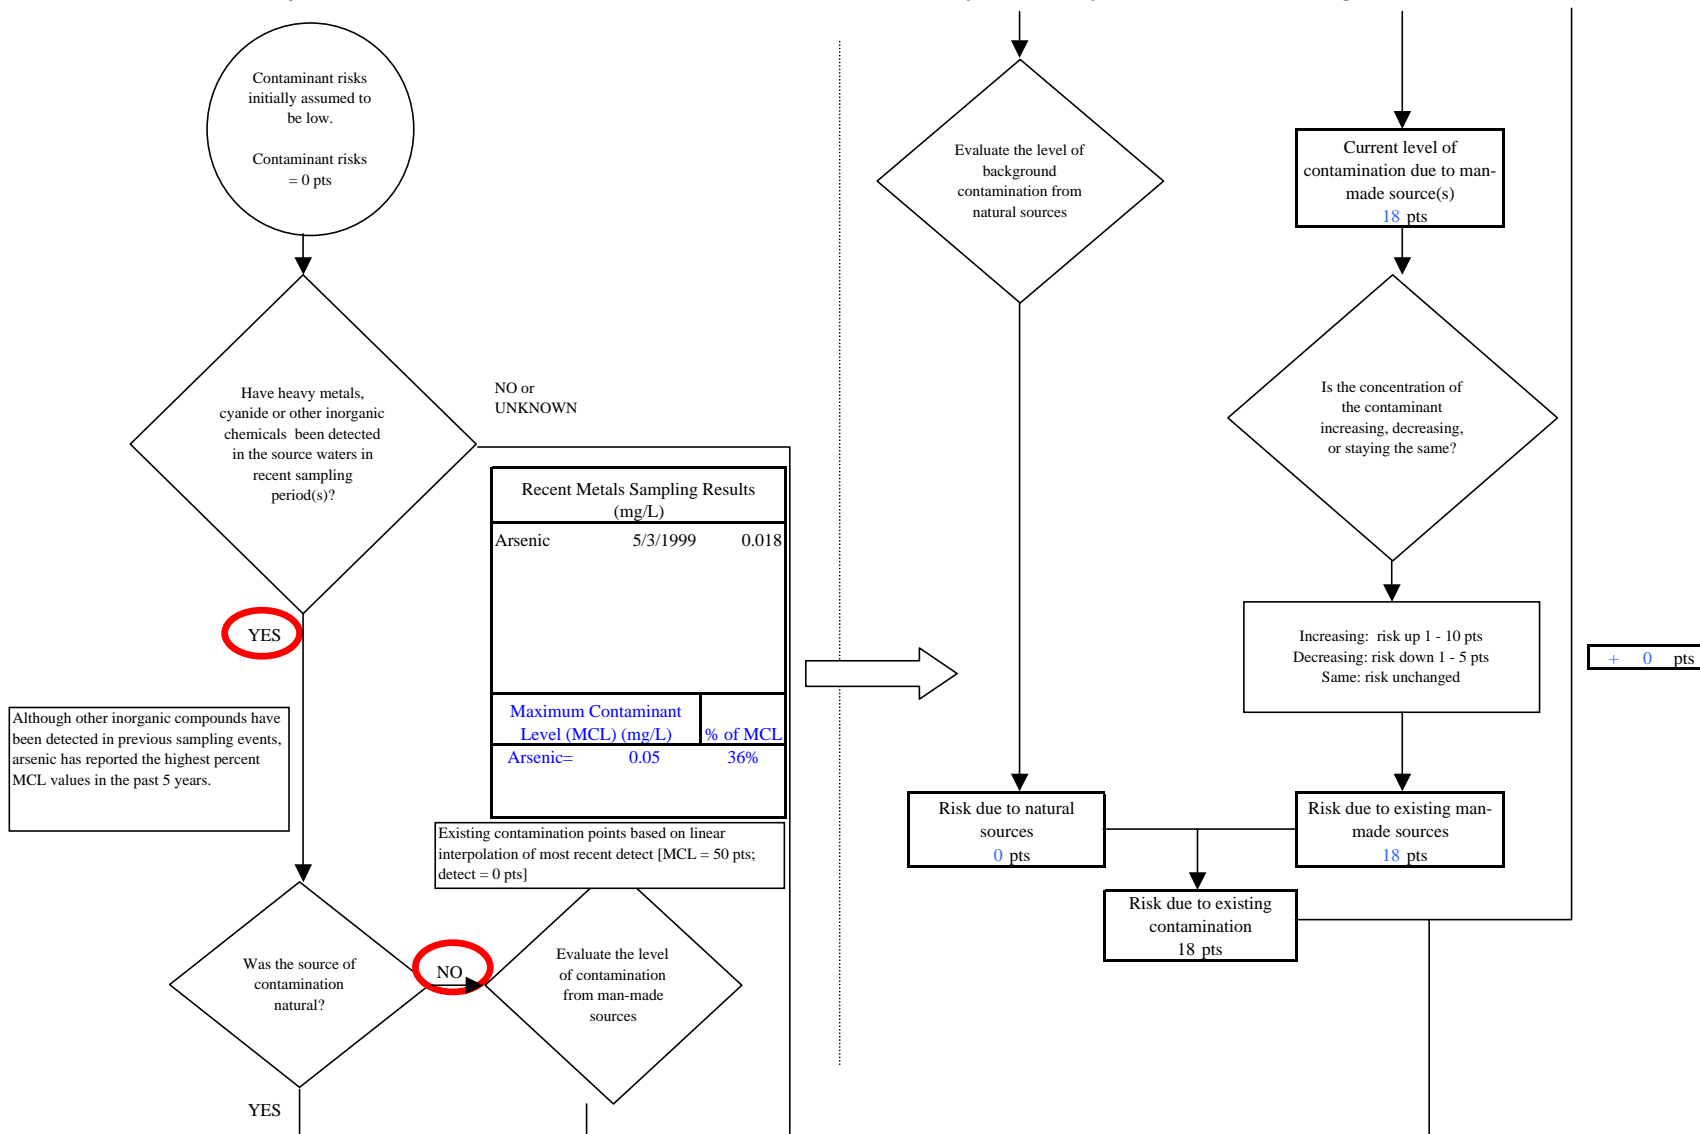 Contaminant risks
initially assumed to
be low.
Contaminant risks
= 0 pts
Have heavy metals,
cyanide or other inorganic
chemicals been detected
in the source waters in
recent sampling
period(s)?
NO or
UNKNOWN
YES
Recent Metals Sampling Results
(mg/L)
Arsenic 5/3/1999 0.018
Maximum Contaminant
Level (MCL) (mg/L) % of MCL
Arsenic= 0.05 36%
Although other inorganic compounds have
been detected in previous sampling events,
arsenic has reported the highest percent
MCL values in the past 5 years.
Existing contamination points based on linear
interpolation of most recent detect [MCL = 50 pts;
detect = 0 pts]
Was the source of
contamination
natural?
NO
Evaluate the level
of contamination
from man-made
sources
YES
Evaluate the level of
background
contamination from
natural sources
Current level of
contamination due to man-
made source(s)
18 pts
Is the concentration of
the contaminant
increasing, decreasing,
or staying the same?
Increasing: risk up 1 - 10 pts
Decreasing: risk down 1 - 5 pts
Same: risk unchanged
+ 0 pts
Risk due to natural
sources
0 pts
Risk due to existing man-
made sources
18 pts
Risk due to existing
contamination
18 pts